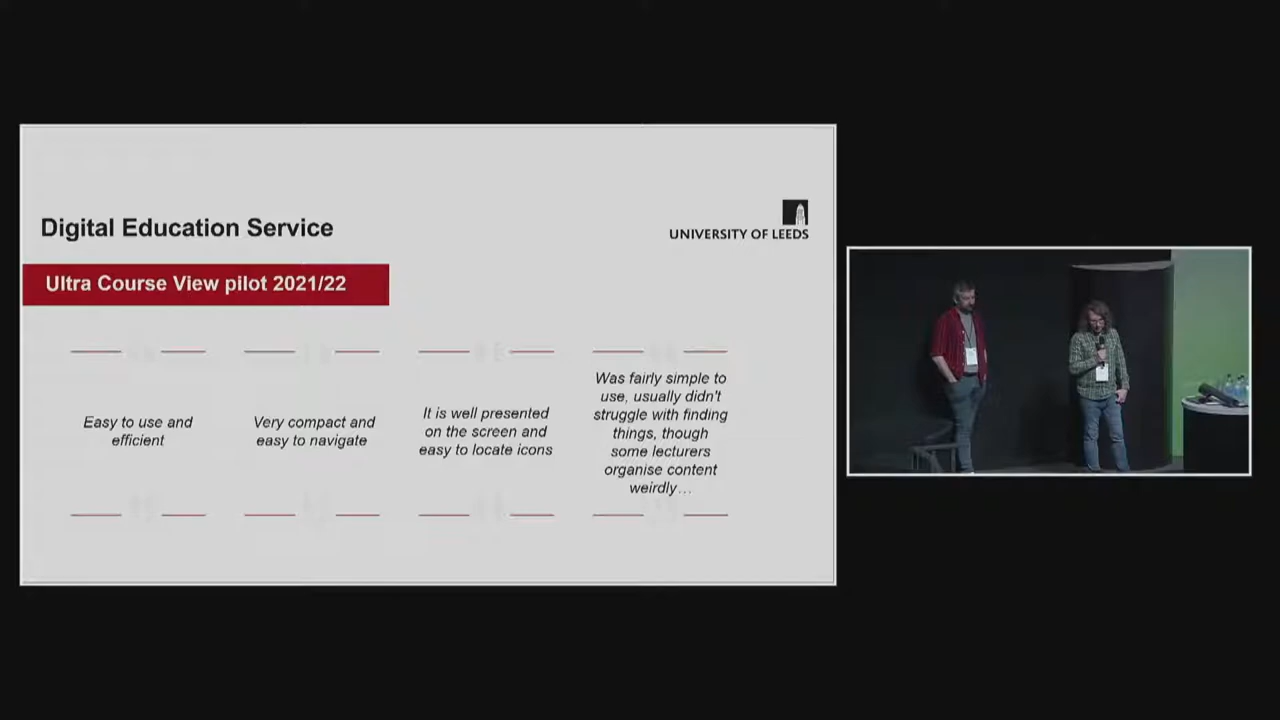 Digital Education Service
UNIVERSITY OF LEEDS
Ultra Course View pilot 2021/22
Easy to use and
efficient
Very compact and
easy to navigate
It is well presented
on the screen and
easy to locate icons
Was fairly simple to
use, usually didn't
struggle with finding
things, though
some lecturers
organise content
weirdly…